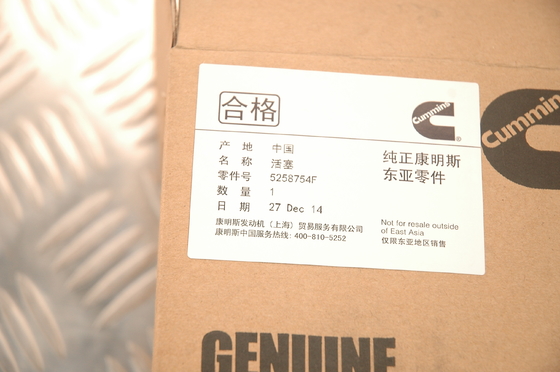 合格
Cummins
Cummins
产 地 中国
名 称 活塞
零件号 5258754F
数 量 1
日 期 27 Dec 14
纯正康明斯
东亚零件
康明斯发动机（上海）贸易服务有限公司
康明斯中国服务热线: 400-810-5252
Not for resale outside
of East Asia
仅限东亚地区销售
GENUINE